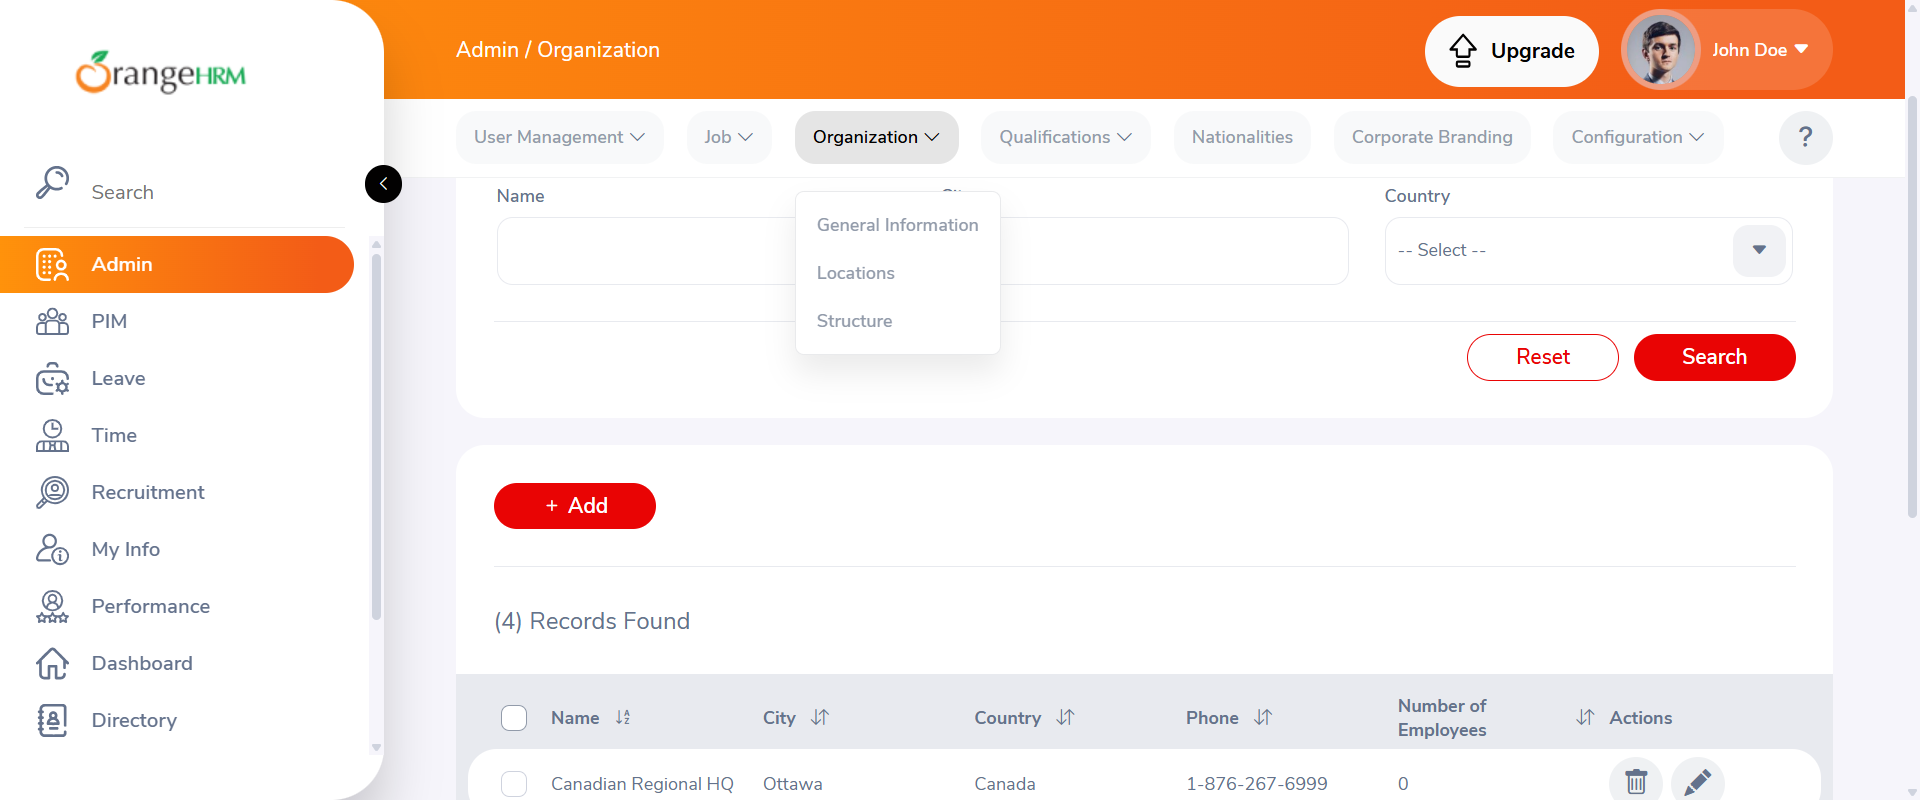 OrangeHRM
Search
Admin
PIM
Leave
Time
Recruitment
My Info
Performance
Dashboard
Directory
Admin / Organization
Upgrade
John Doe
User Management
Job
Organization
Qualifications
Nationalities
Corporate Branding
Configuration
?
General Information
Locations
Structure
Name
Country
-- Select --
Reset
Search
+ Add
(4) Records Found
Name
City
Country
Phone
Number of
Employees
Actions
Canadian Regional HQ
Ottawa
Canada
1-876-267-6999
0